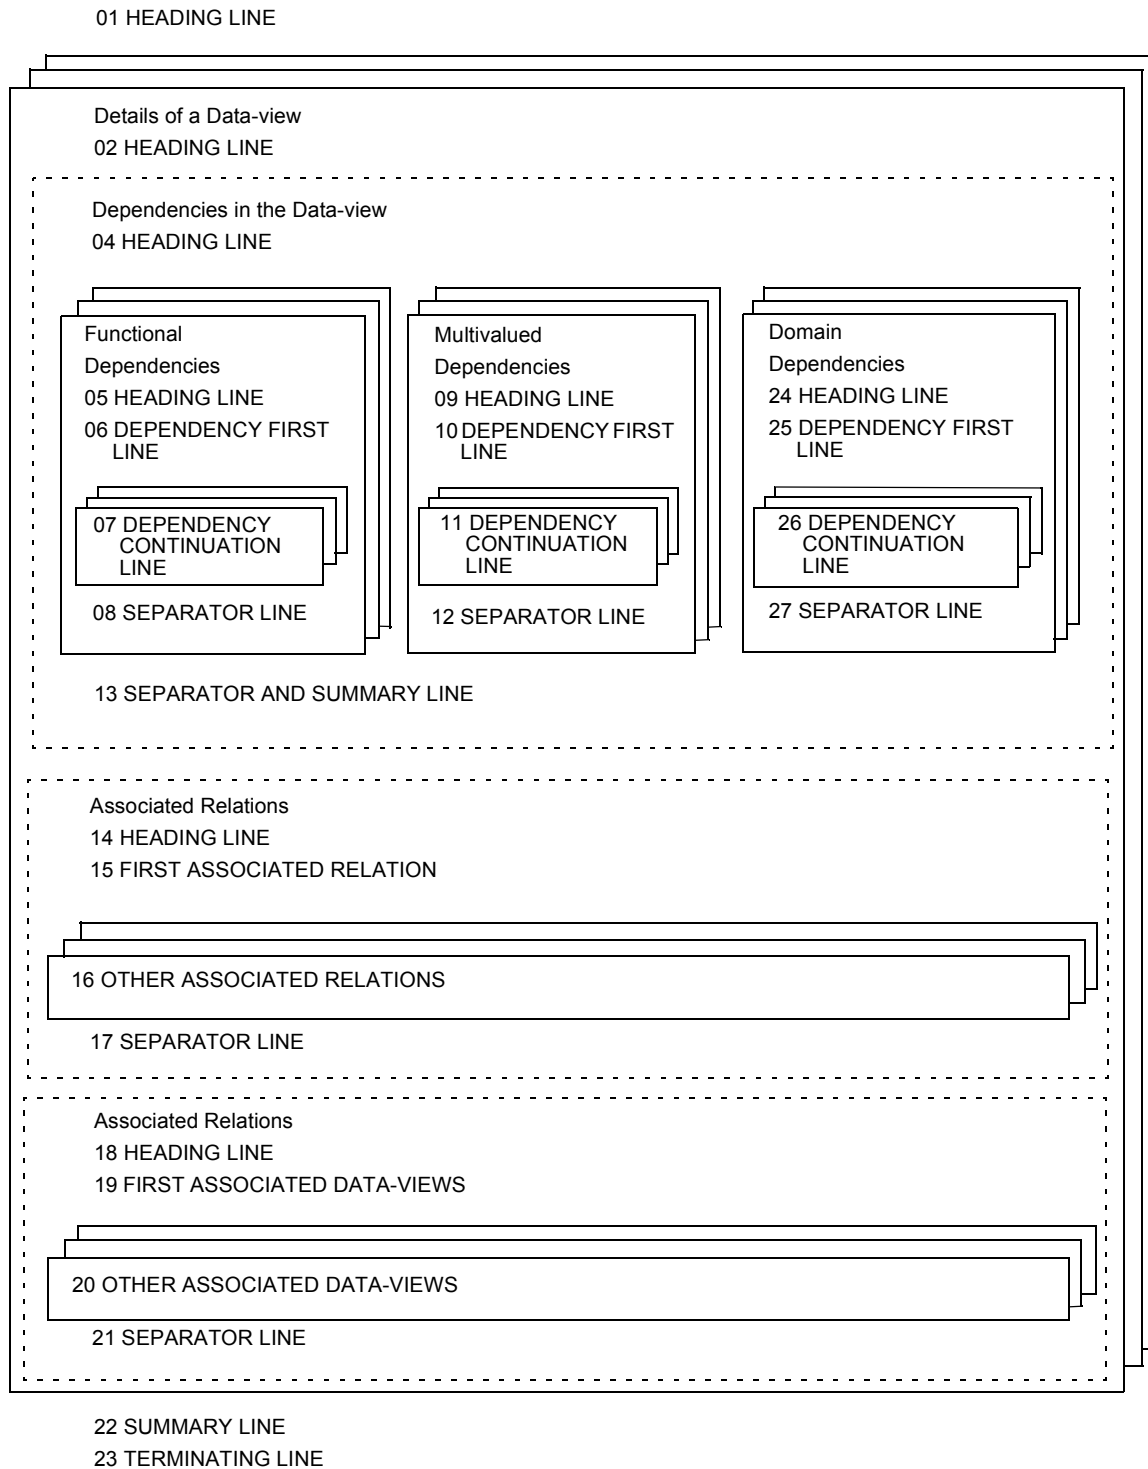 01 HEADING LINE
Details of a Data-view
02 HEADING LINE
Dependencies in the Data-view
04 HEADING LINE
Functional
Dependencies
05 HEADING LINE
06 DEPENDENCY FIRST
LINE
07 DEPENDENCY
CONTINUATION
LINE
08 SEPARATOR LINE
Multivalued
Dependencies
09 HEADING LINE
10 DEPENDENCY FIRST
LINE
11 DEPENDENCY
CONTINUATION
LINE
12 SEPARATOR LINE
Domain
Dependencies
24 HEADING LINE
25 DEPENDENCY FIRST
LINE
26 DEPENDENCY
CONTINUATION
LINE
27 SEPARATOR LINE
13 SEPARATOR AND SUMMARY LINE
Associated Relations
14 HEADING LINE
15 FIRST ASSOCIATED RELATION
16 OTHER ASSOCIATED RELATIONS
17 SEPARATOR LINE
Associated Relations
18 HEADING LINE
19 FIRST ASSOCIATED DATA-VIEWS
20 OTHER ASSOCIATED DATA-VIEWS
21 SEPARATOR LINE
22 SUMMARY LINE
23 TERMINATING LINE